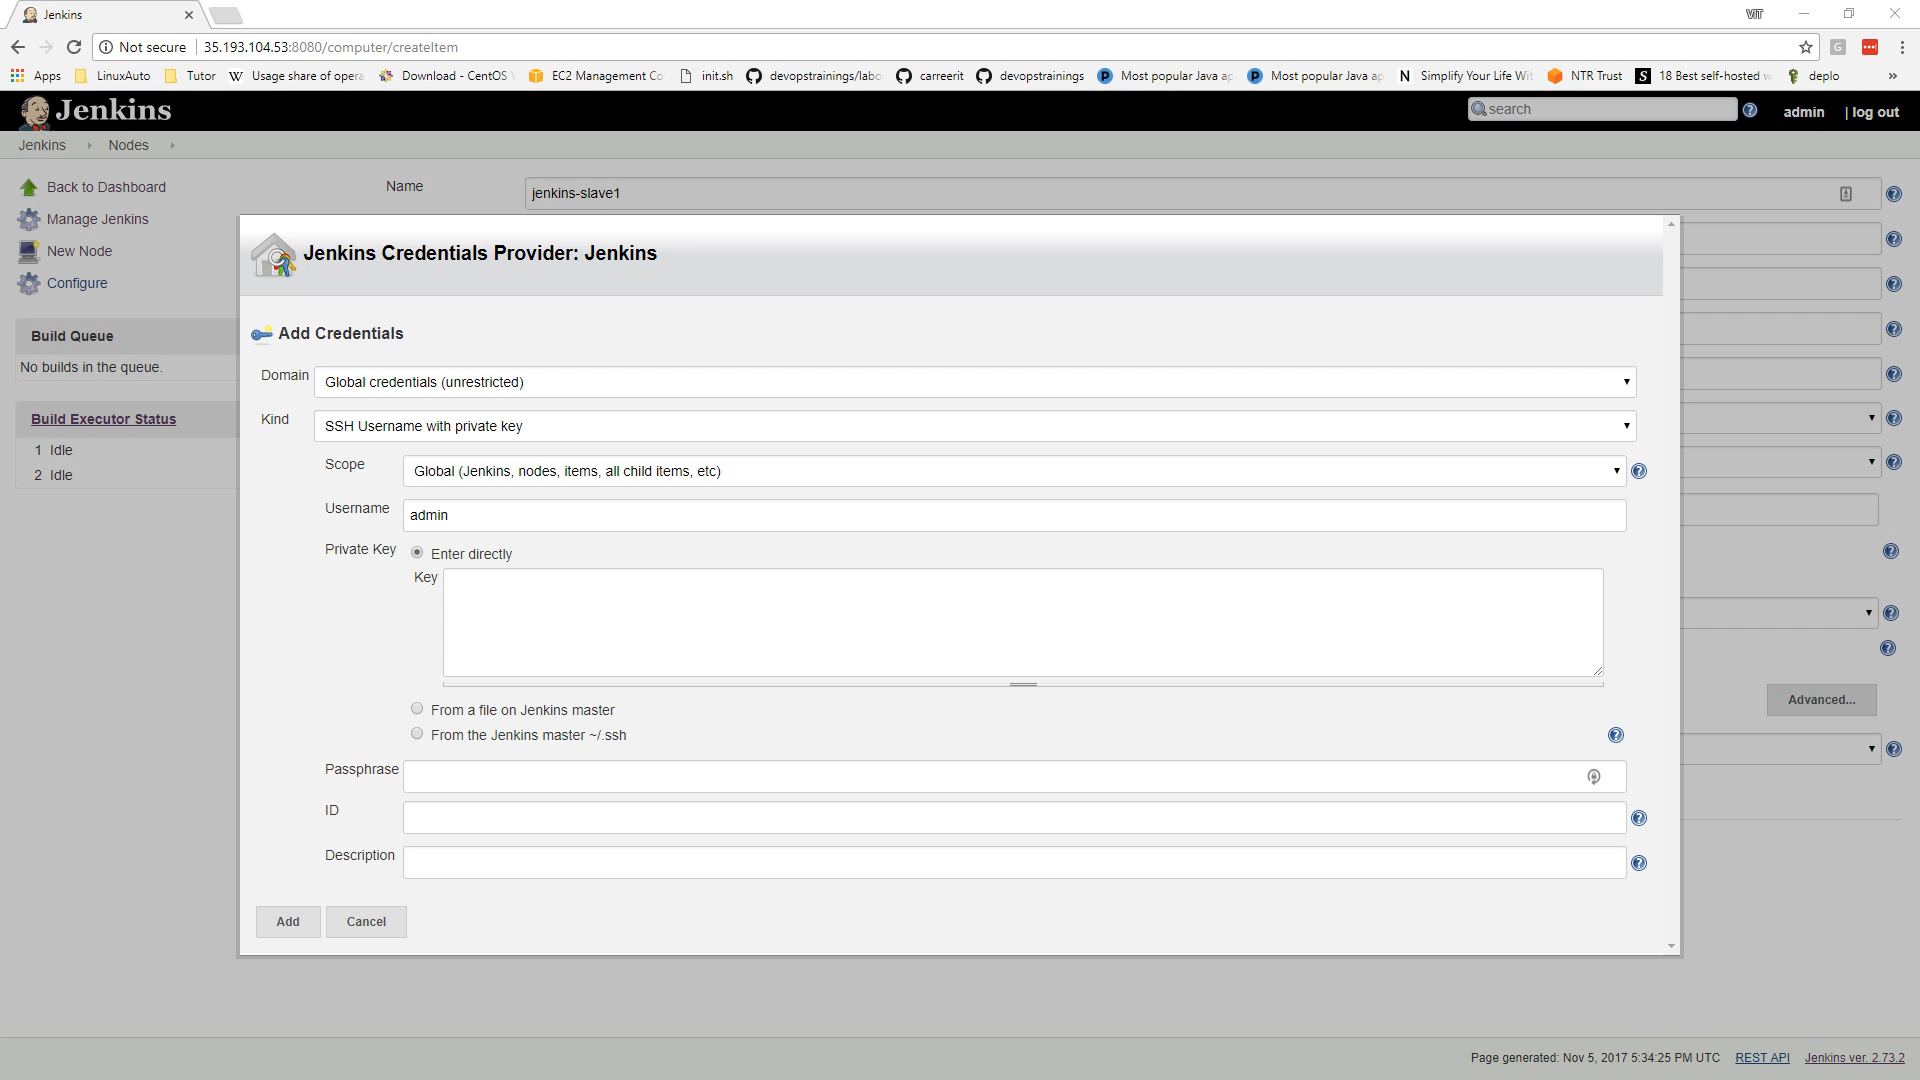 Jenkins
VIT
Not secure
35.193.104.53:8080/computer/createItem
Apps
LinuxAuto
Tutor
Usage share of opera
Download - CentOS
EC2 Management Co
init.sh
devopstrainings/labo
carreerit
devopstrainings
Most popular Java ap
Most popular Java ap
Simplify Your Life Wit
NTR Trust
18 Best self-hosted w
deplo
»
Jenkins
search
admin
| log out
Jenkins
Nodes
Back to Dashboard
Manage Jenkins
New Node
Configure
Build Queue
No builds in the queue.
Build Executor Status
1 Idle
2 Idle
Name
jenkins-slave1
Jenkins Credentials Provider: Jenkins
Add Credentials
Domain
Global credentials (unrestricted)
Kind
SSH Username with private key
Scope
Global (Jenkins, nodes, items, all child items, etc)
Username
admin
Private Key
Enter directly
Key
From a file on Jenkins master
From the Jenkins master ~/.ssh
Passphrase
ID
Description
Add
Cancel
Advanced...
Page generated: Nov 5, 2017 5:34:25 PM UTC
REST API
Jenkins ver. 2.73.2